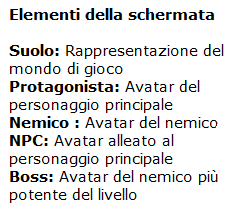 Elementi della schermata
Suolo: Rappresentazione del
mondo di gioco
Protagonista: Avatar del
personaggio principale
Nemico : Avatar del nemico
NPC: Avatar alleato al
personaggio principale
Boss: Avatar del nemico più
potente del livello